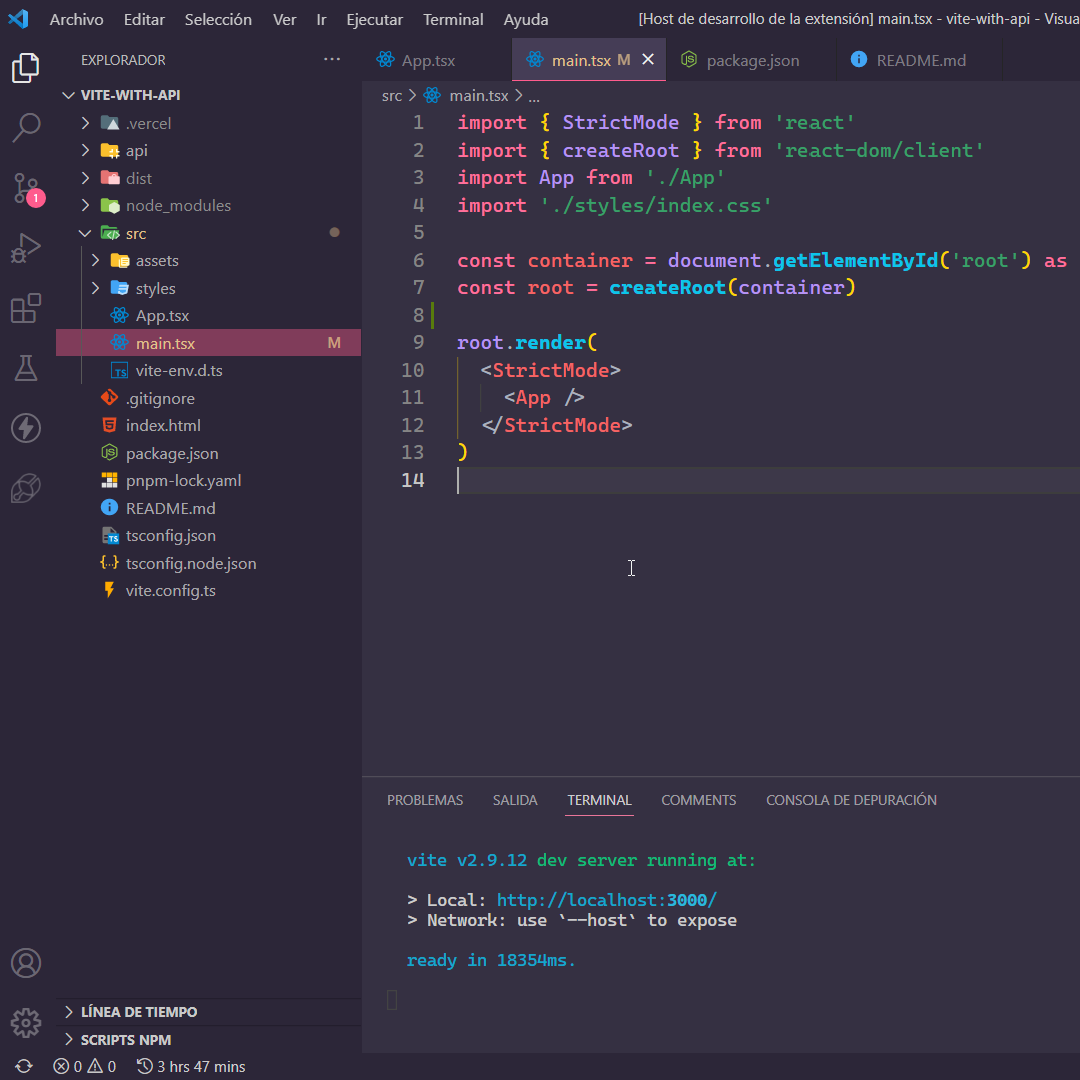 Archivo Editar Selección Ver Ir Ejecutar Terminal Ayuda [Host de desarrollo de la extensión] main.tsx - vite-with-api - Visua
EXPLORADOR ...
VITE-WITH-API
.vercel
api
dist
1
node_modules
src
assets
styles
App.tsx
main.tsx M
TS vite-env.d.ts
.gitignore
index.html
package.json
pnpm-lock.yaml
README.md
TS tsconfig.json
{..} tsconfig.node.json
vite.config.ts
LÍNEA DE TIEMPO
SCRIPTS NPM
App.tsx main.tsx M package.json README.md
src > main.tsx > ...
1 import { StrictMode } from 'react'
2 import { createRoot } from 'react-dom/client'
3 import App from './App'
4 import './styles/index.css'
5
6 const container = document.getElementById('root') as
7 const root = createRoot(container)
8
9 root.render(
10 <StrictMode>
11 <App />
12 </StrictMode>
13 )
14
PROBLEMAS SALIDA TERMINAL COMMENTS CONSOLA DE DEPURACIÓN
vite v2.9.12 dev server running at:
> Local: http://localhost:3000/
> Network: use `--host` to expose
ready in 18354ms.
0 0 3 hrs 47 mins